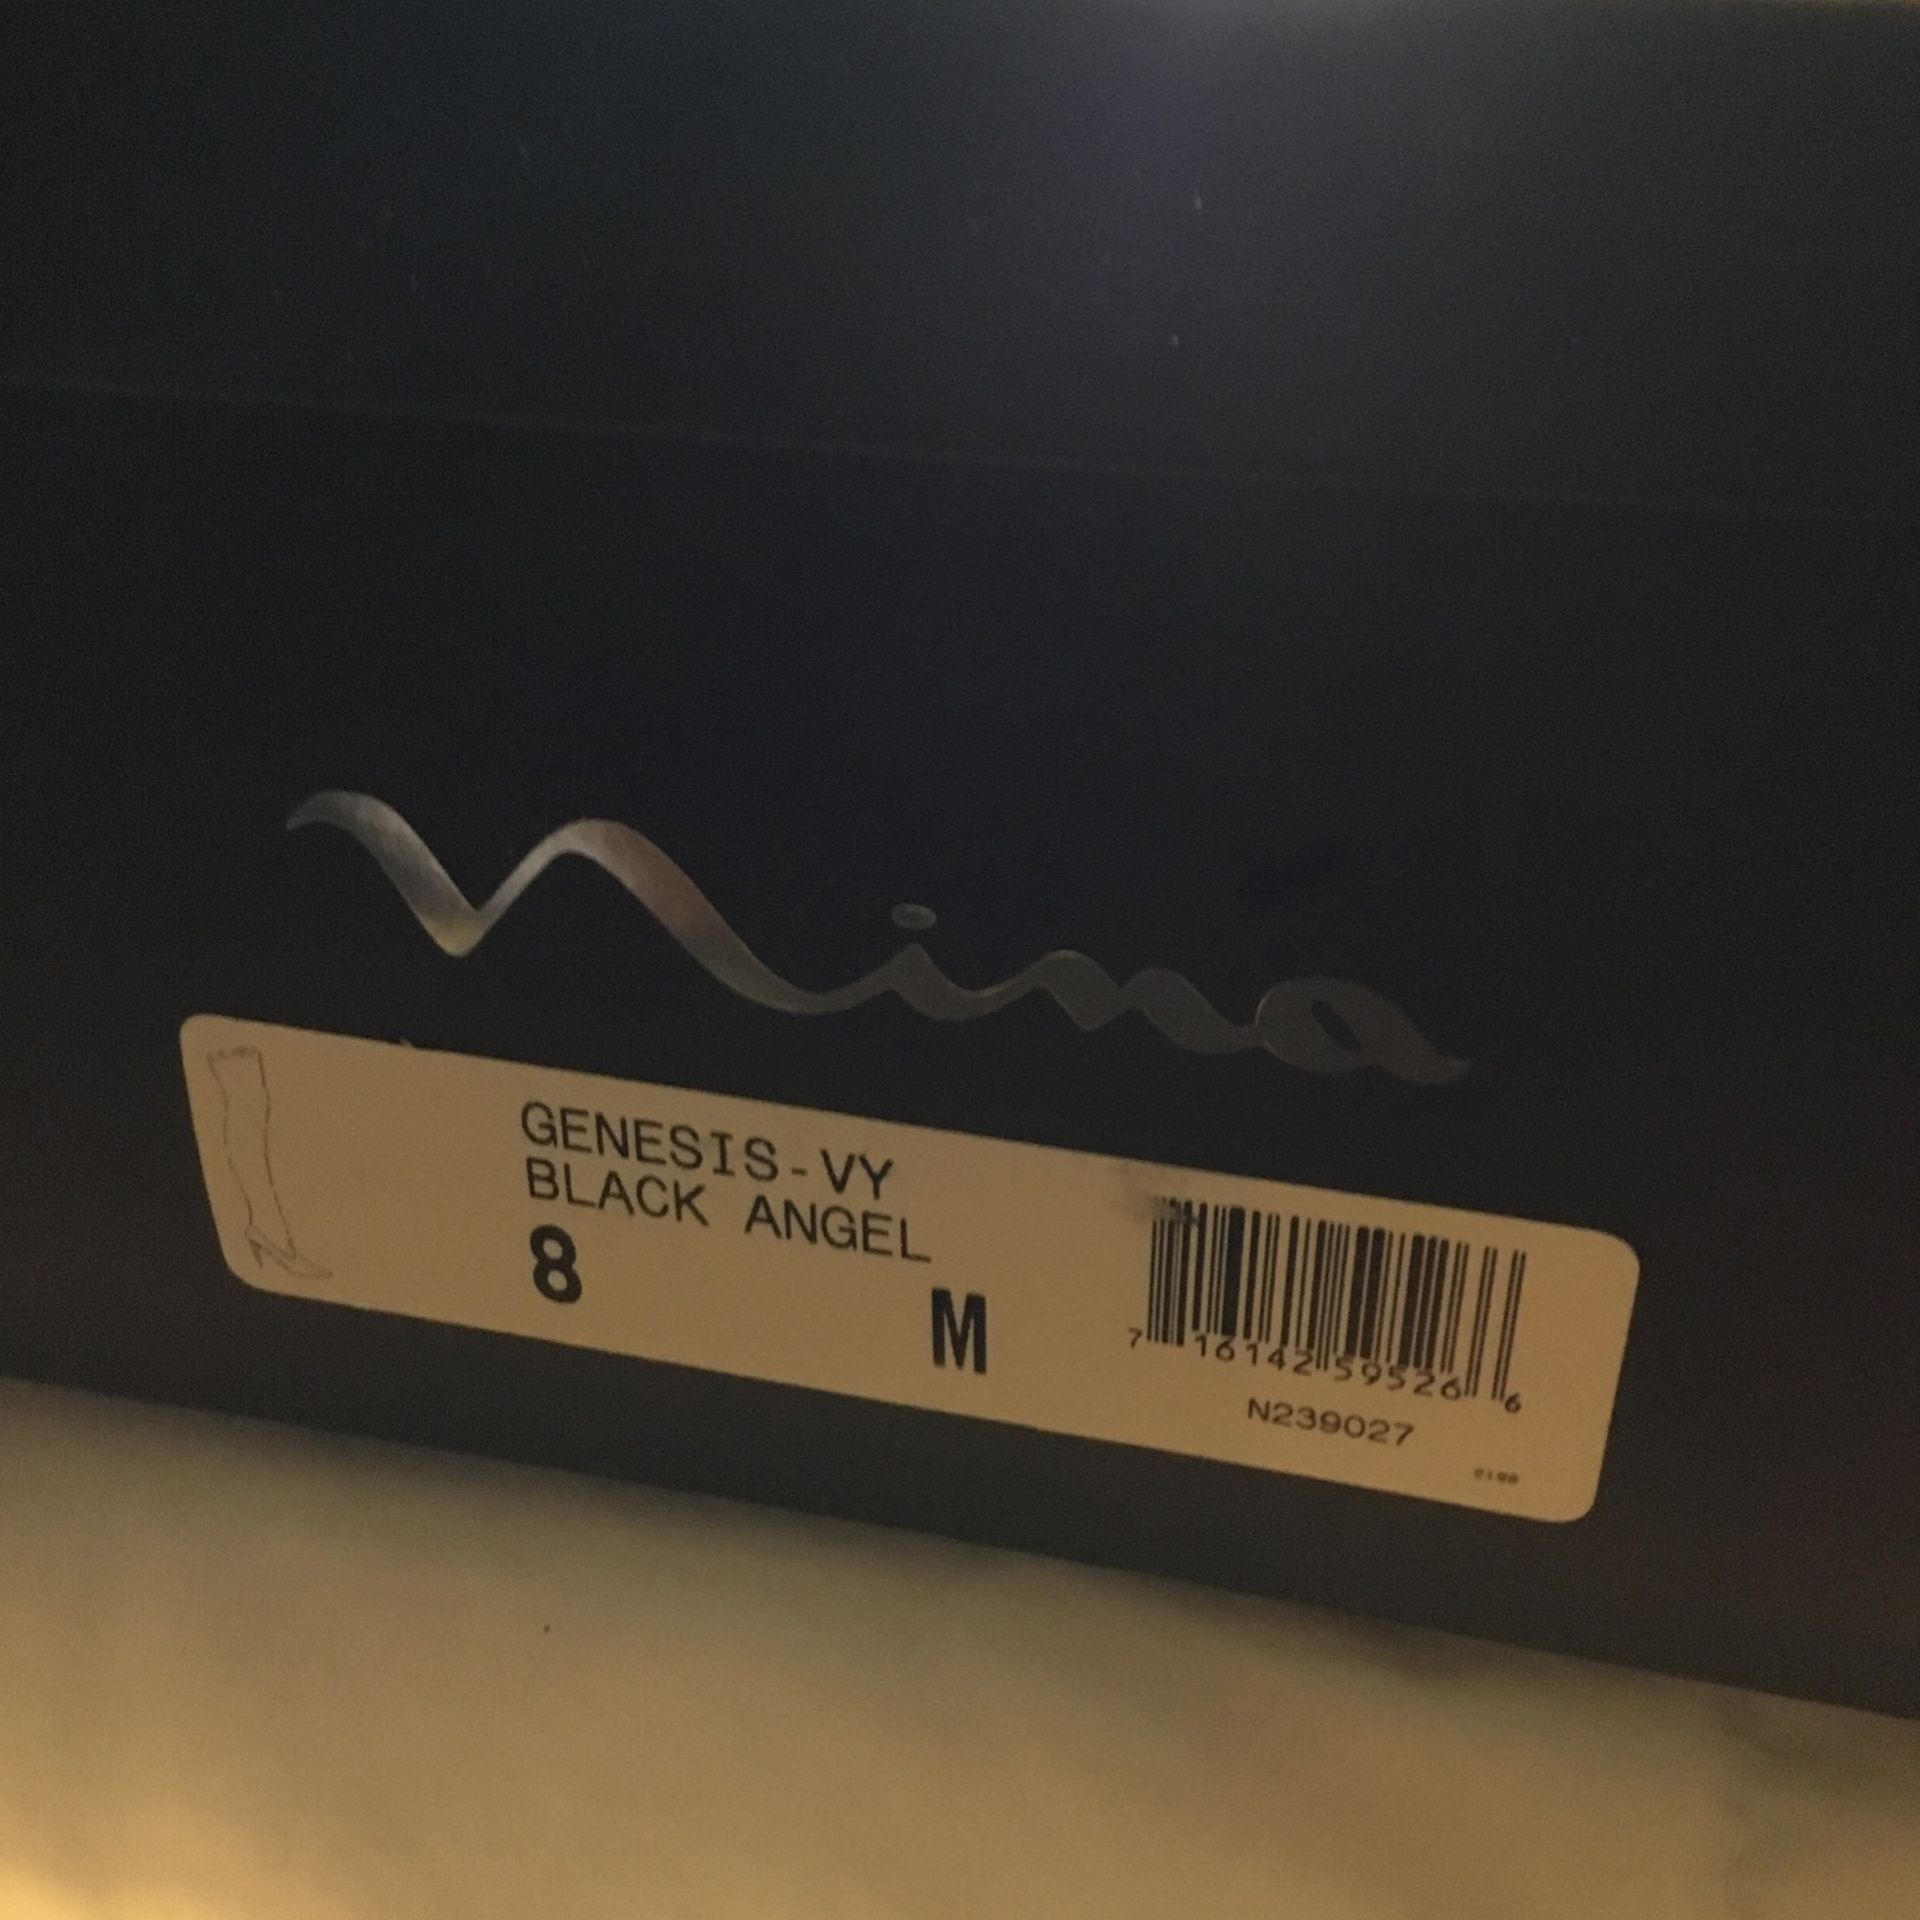 nina
GENESIS-VY
BLACK ANGEL
8 M
7 16142 59526 6
N239027